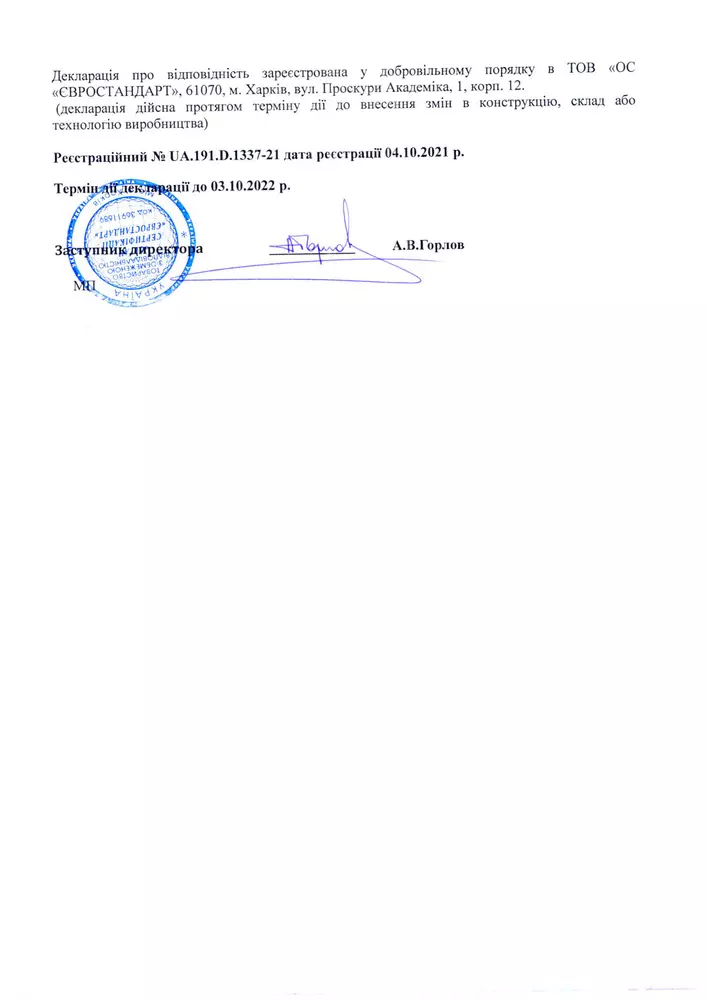 Декларація про відповідність зареєстрована у добровільному порядку в ТОВ «ОС
«ЄВРОСТАНДАРТ», 61070, м. Харків, вул. Проскури Академіка, 1, корп. 12.
(декларація дійсна протягом терміну дії до внесення змін в конструкцію, склад або
технологію виробництва)
Реєстраційний № UA.191.D.1337-21 дата реєстрації 04.10.2021 р.
Термін дії декларації до 03.10.2022 р.
Заступник директора А.В.Горлов
МП
УКРАЇНА
ТОВАРИСТВО
З ОБМЕЖЕНОЮ
ВІДПОВІДАЛЬНІСТЮ
СЕРТИФІКАЦІЇ
«ЄВРОСТАНДАРТ»
код 36911689